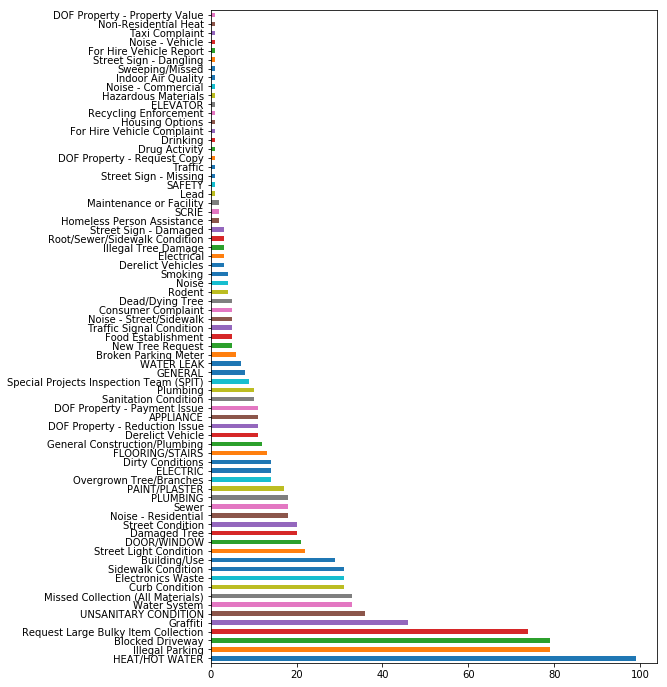 DOF Property - Property Value
Non-Residential Heat
Taxi Complaint
Noise - Vehicle
For Hire Vehicle Report
Street Sign - Dangling
Sweeping/Missed
Indoor Air Quality
Noise - Commercial
Hazardous Materials
ELEVATOR
Recycling Enforcement
Housing Options
For Hire Vehicle Complaint
Drinking
Drug Activity
DOF Property - Request Copy
Traffic
Street Sign - Missing
SAFETY
Lead
Maintenance or Facility
SCRIE
Homeless Person Assistance
Street Sign - Damaged
Root/Sewer/Sidewalk Condition
Illegal Tree Damage
Electrical
Derelict Vehicles
Smoking
Noise
Rodent
Dead/Dying Tree
Consumer Complaint
Noise - Street/Sidewalk
Traffic Signal Condition
Food Establishment
New Tree Request
Broken Parking Meter
WATER LEAK
GENERAL
Special Projects Inspection Team (SPIT)
Plumbing
Sanitation Condition
DOF Property - Payment Issue
APPLIANCE
DOF Property - Reduction Issue
Derelict Vehicle
General Construction/Plumbing
FLOORING/STAIRS
Dirty Conditions
ELECTRIC
Overgrown Tree/Branches
PAINT/PLASTER
PLUMBING
Sewer
Noise - Residential
Street Condition
Damaged Tree
DOOR/WINDOW
Street Light Condition
Building/Use
Sidewalk Condition
Electronics Waste
Curb Condition
Missed Collection (All Materials)
Water System
UNSANITARY CONDITION
Graffiti
Request Large Bulky Item Collection
Blocked Driveway
Illegal Parking
HEAT/HOT WATER
0 20 40 60 80 100